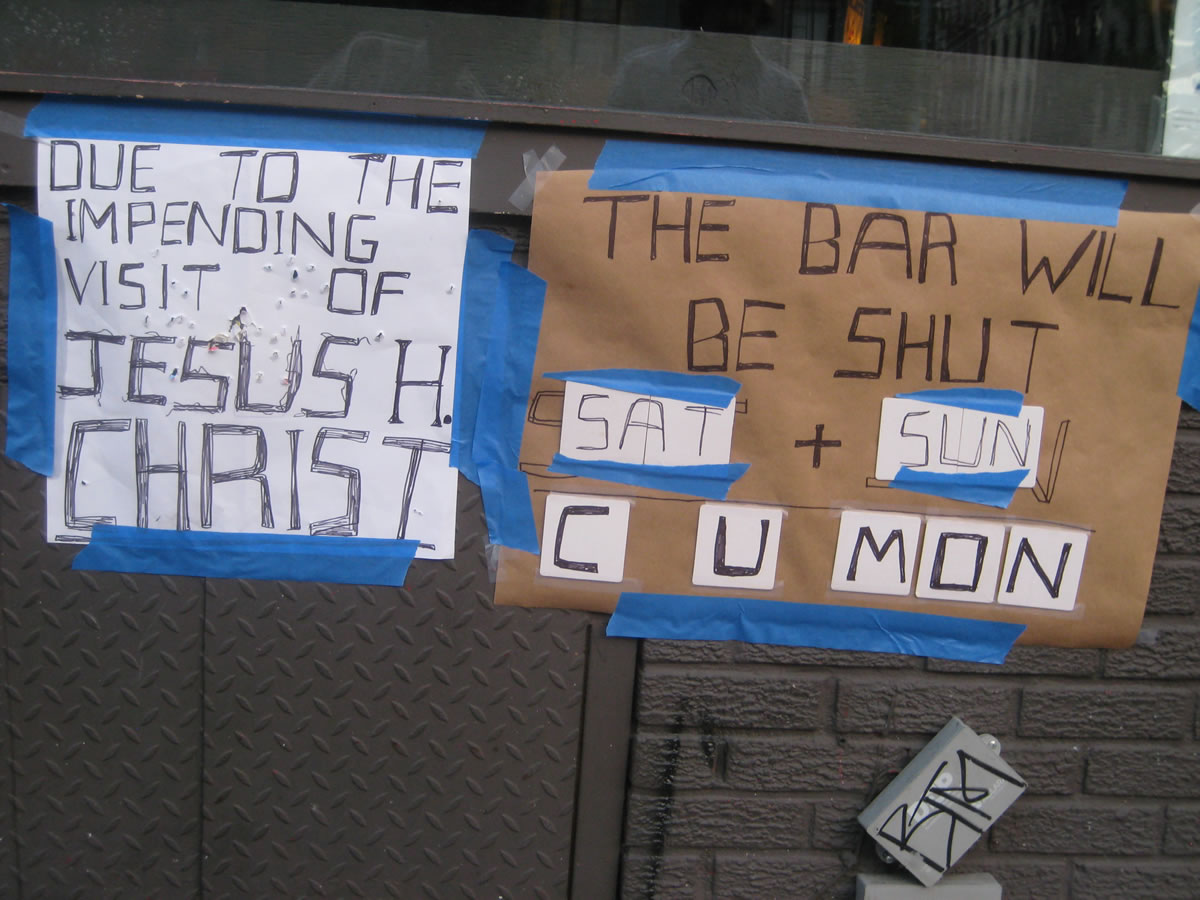 DUE TO THE
IMPENDING
VISIT OF
JESUS H.
CHRIST
THE BAR WILL
BE SHUT
SAT + SUN
C U MON